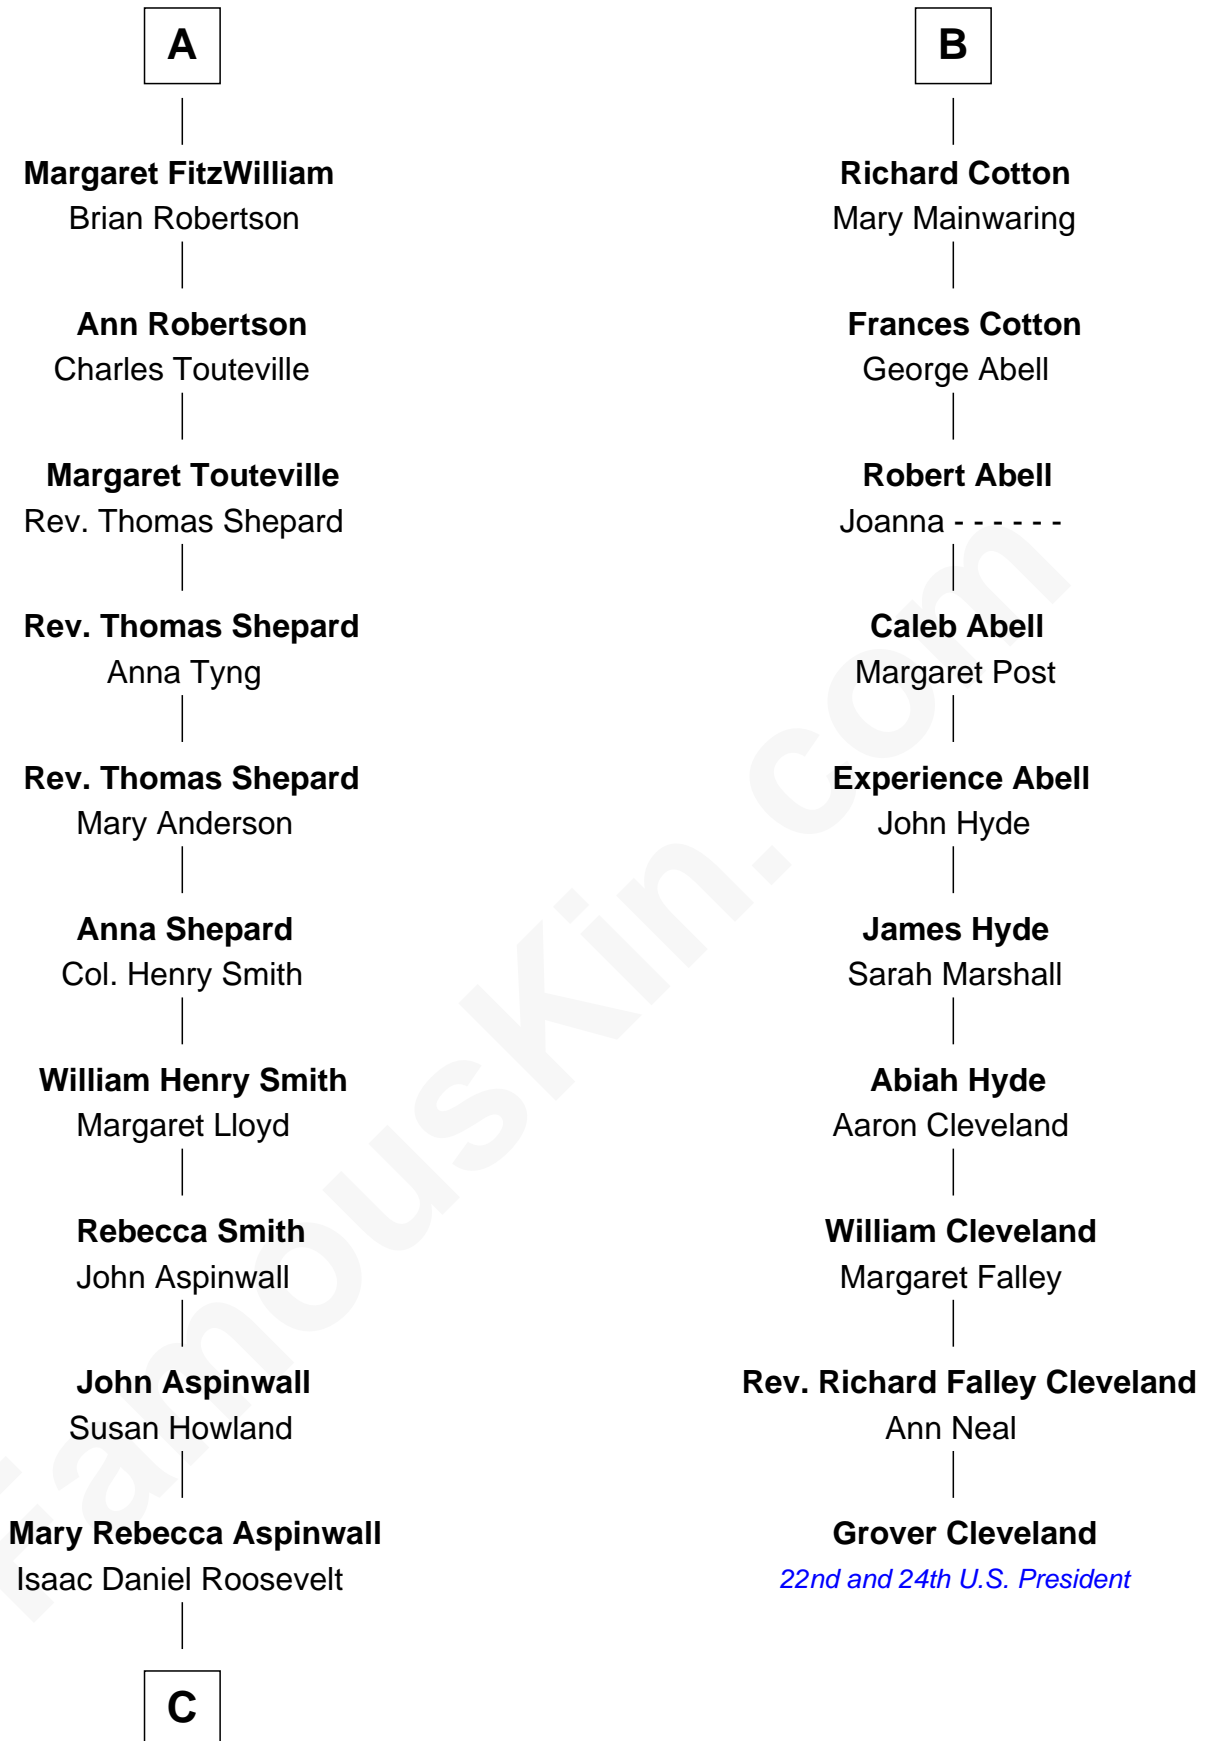 A
Margaret FitzWilliam
Brian Robertson
Ann Robertson
Charles Touteville
Margaret Touteville
Rev. Thomas Shepard
Rev. Thomas Shepard
Anna Tyng
Rev. Thomas Shepard
Mary Anderson
Anna Shepard
Col. Henry Smith
William Henry Smith
Margaret Lloyd
Rebecca Smith
John Aspinwall
John Aspinwall
Susan Howland
Mary Rebecca Aspinwall
Isaac Daniel Roosevelt
C
B
Richard Cotton
Mary Mainwaring
Frances Cotton
George Abell
Robert Abell
Joanna - - - - - -
Caleb Abell
Margaret Post
Experience Abell
John Hyde
James Hyde
Sarah Marshall
Abiah Hyde
Aaron Cleveland
William Cleveland
Margaret Falley
Rev. Richard Falley Cleveland
Ann Neal
Grover Cleveland
22nd and 24th U.S. President
FamousKin.com